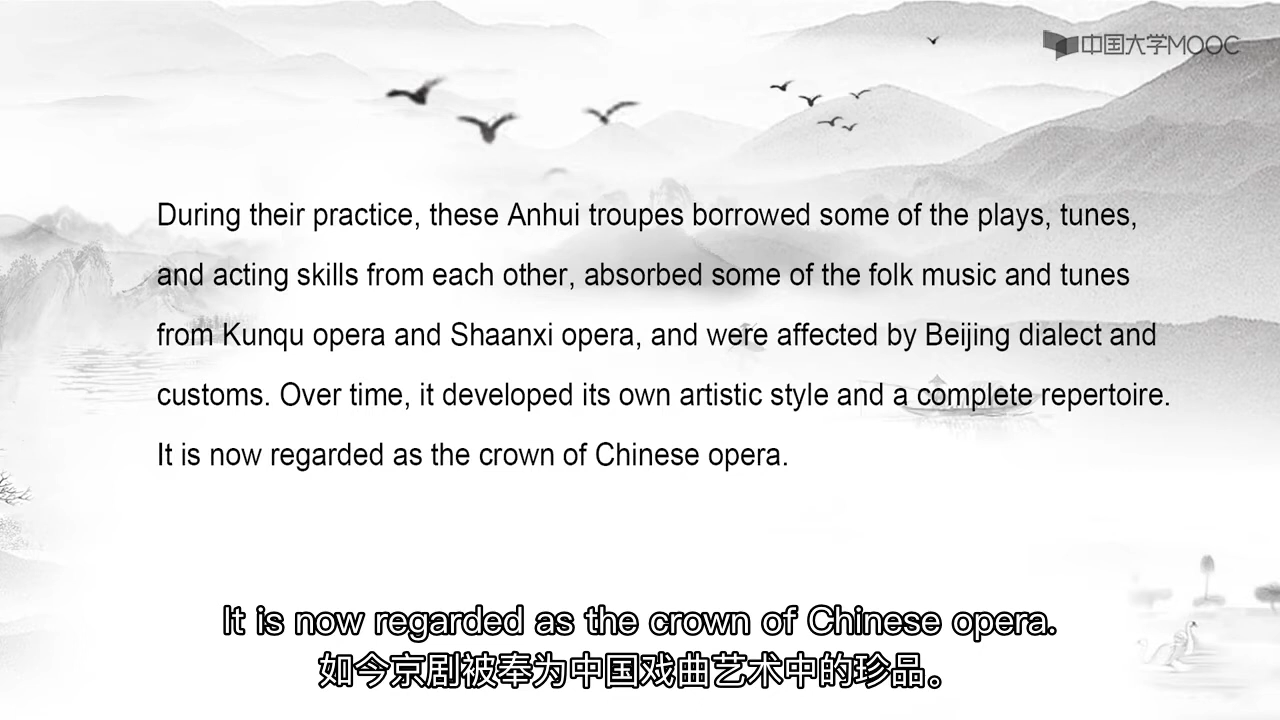 中国大学MOOC
During their practice, these Anhui troupes borrowed some of the plays, tunes,
and acting skills from each other, absorbed some of the folk music and tunes
from Kunqu opera and Shaanxi opera, and were affected by Beijing dialect and
customs. Over time, it developed its own artistic style and a complete repertoire.
It is now regarded as the crown of Chinese opera.
It is now regarded as the crown of Chinese opera.
如今京剧被奉为中国戏曲艺术中的珍品。